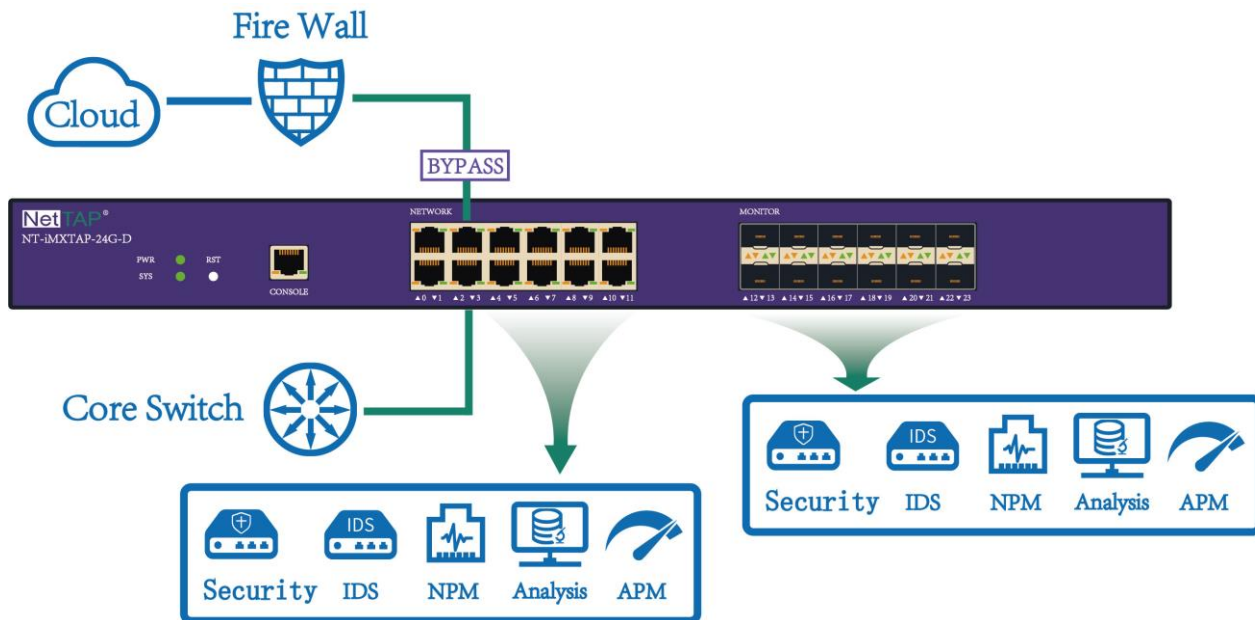 Fire Wall
Cloud
BYPASS
NetTAP®
NT-iMXTAP-24G-D
PWR
RST
SYS
CONSOLE
NETWORK
▲0 ▼1 ▲2 ▼3 ▲4 ▼5 ▲6 ▼7 ▲8 ▼9 ▲10 ▼11
MONITOR
▲12▼13 ▲14▼15 ▲16▼17 ▲18▼19 ▲20▼21 ▲22▼23
Core Switch
IDS
Security IDS NPM Analysis APM
IDS
Security IDS NPM Analysis APM